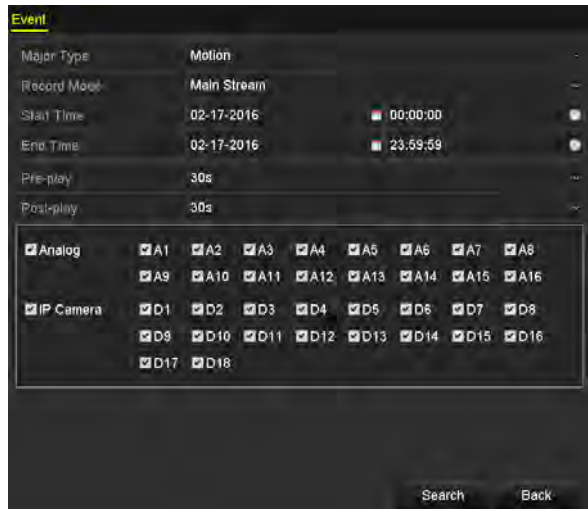 Event
Major Type Motion
Record Mode Main Stream
Start Time 02-17-2016 00:00:00
End Time 02-17-2016 23:59:59
Pre-play 30s
Post-play 30s
Analog A1 A2 A3 A4 A5 A6 A7 A8
A9 A10 A11 A12 A13 A14 A15 A16
IP Camera D1 D2 D3 D4 D5 D6 D7 D8
D9 D10 D11 D12 D13 D14 D15 D16
D17 D18
Search Back